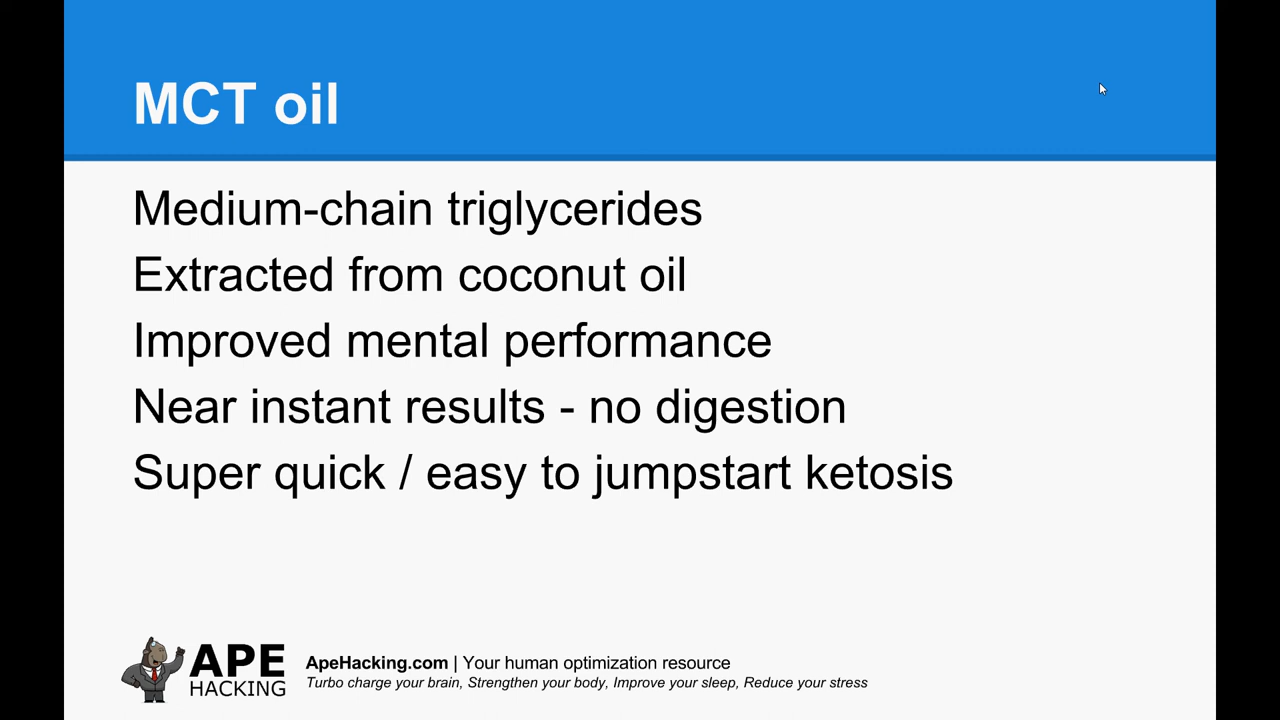 MCT oil
Medium-chain triglycerides
Extracted from coconut oil
Improved mental performance
Near instant results - no digestion
Super quick / easy to jumpstart ketosis
APE
HACKING
ApeHacking.com | Your human optimization resource
Turbo charge your brain, Strengthen your body, Improve your sleep, Reduce your stress